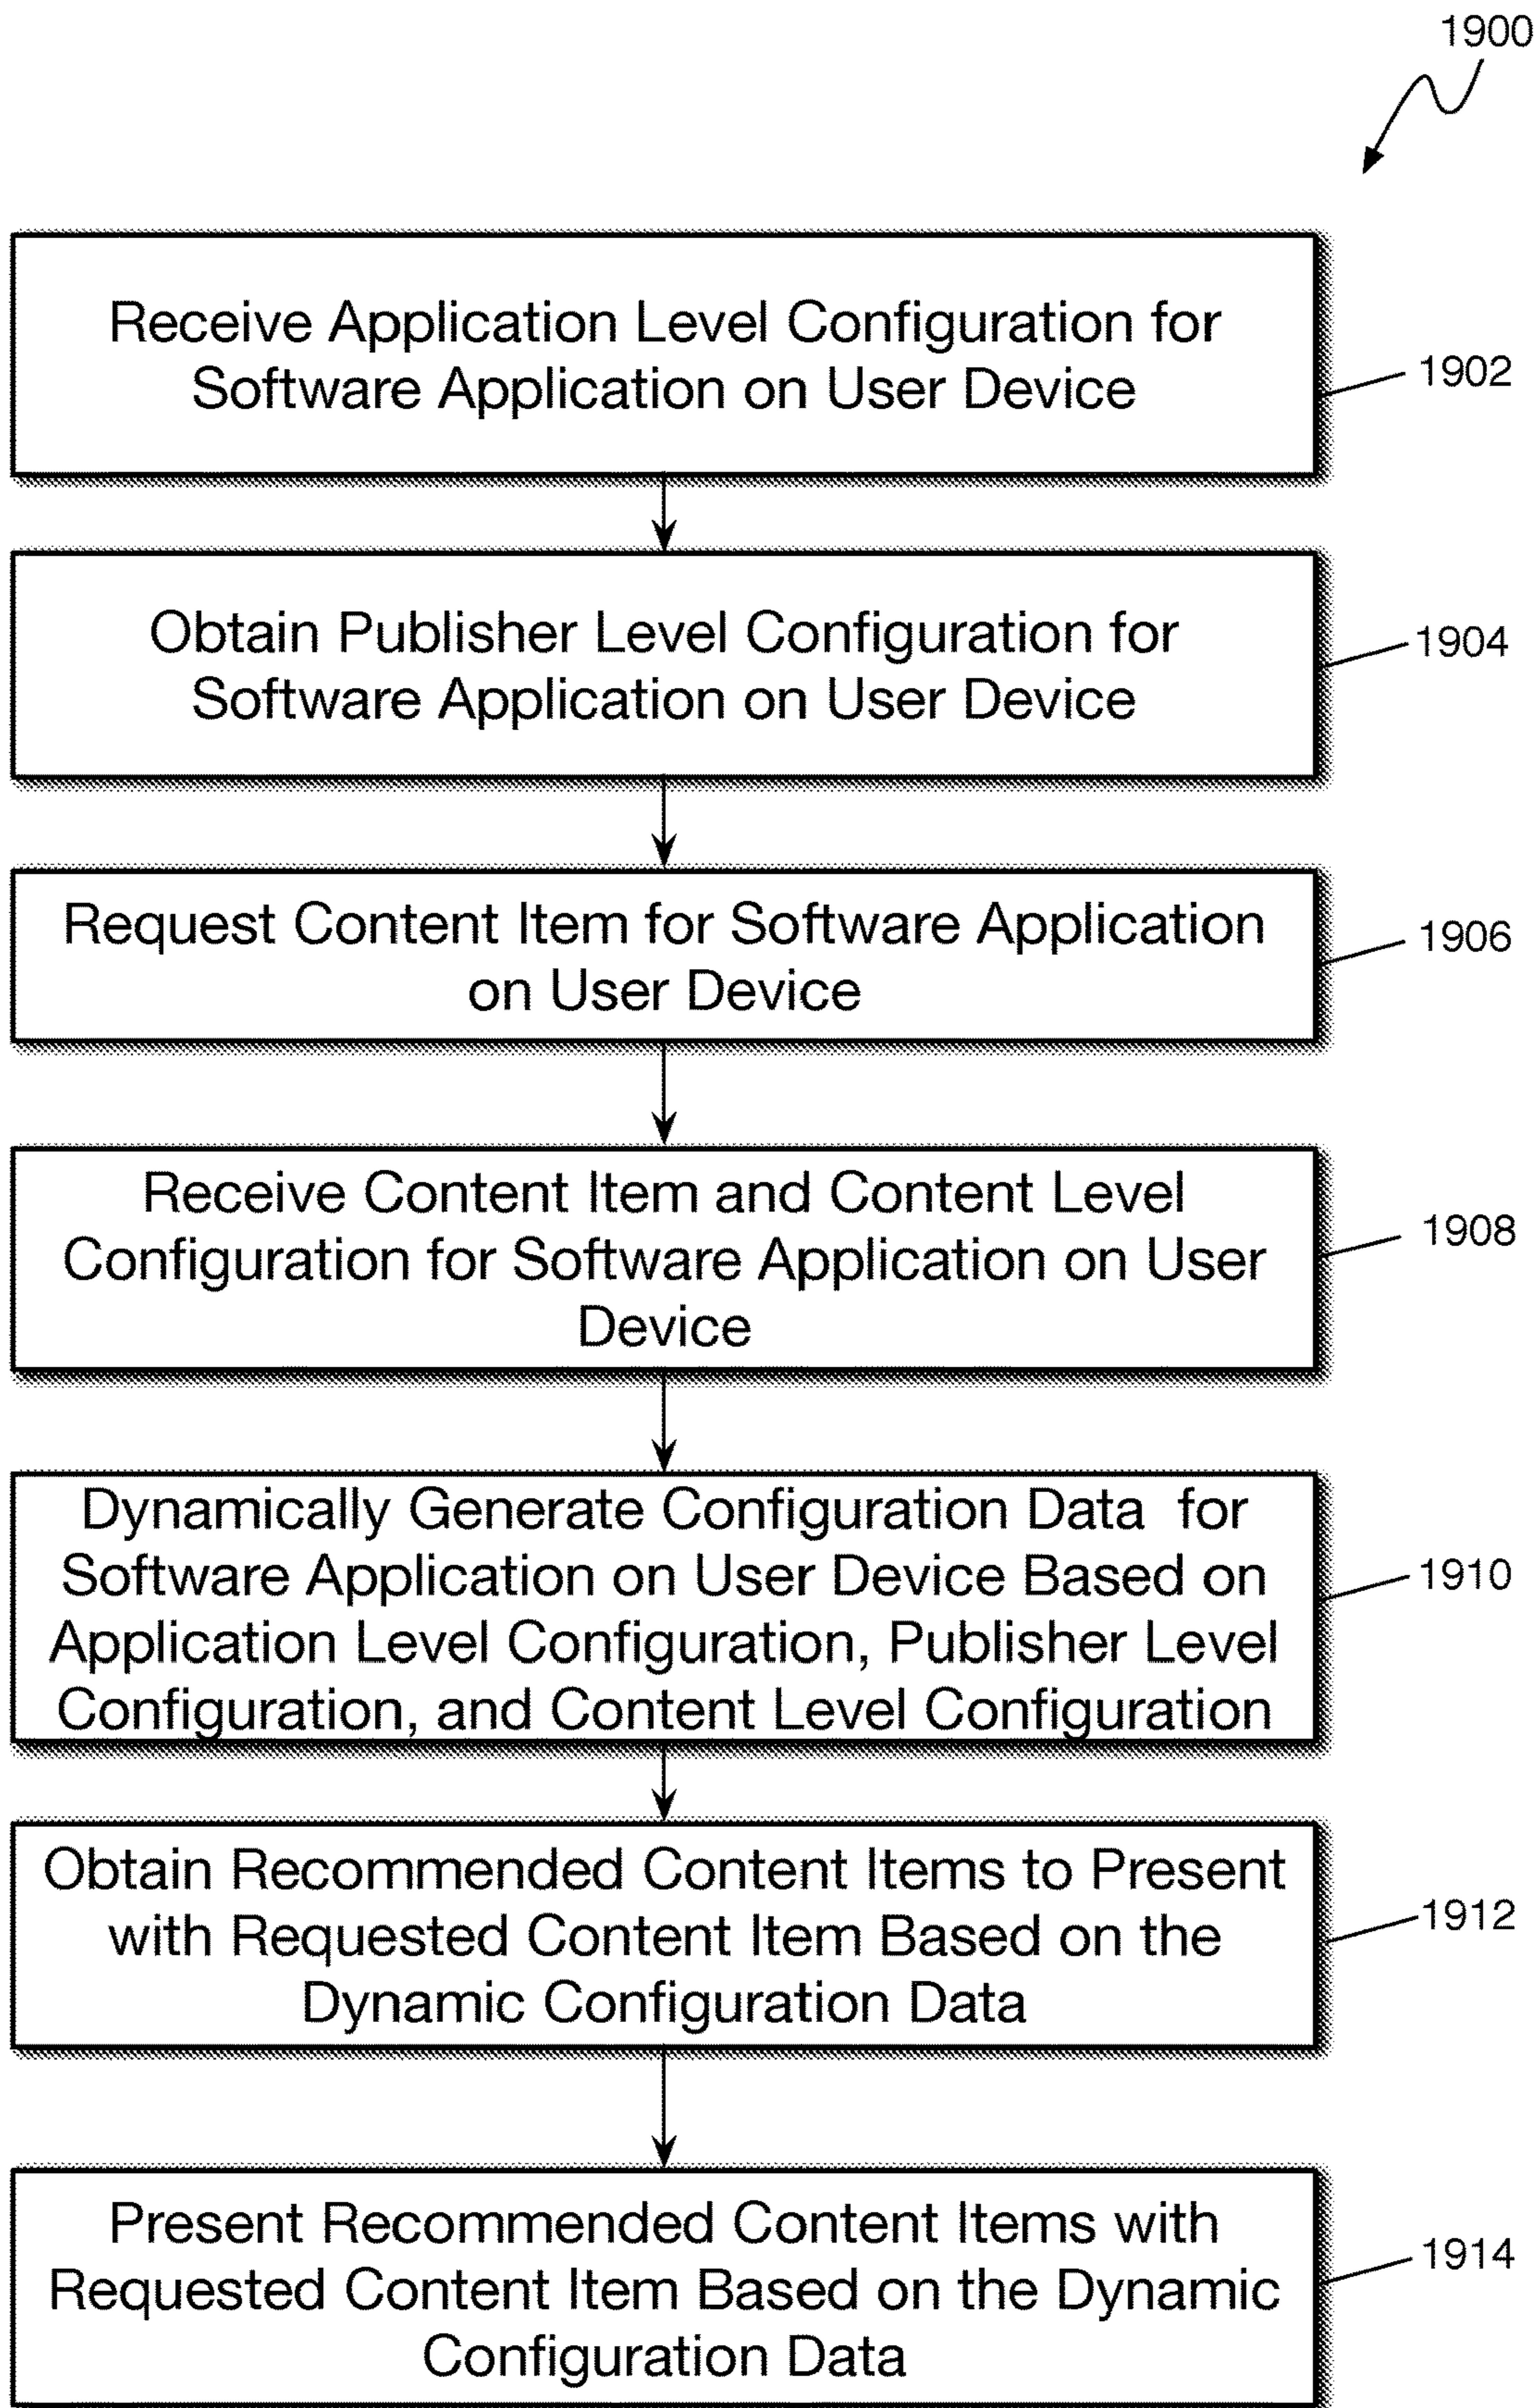 1900
Receive Application Level Configuration for
Software Application on User Device
1902
Obtain Publisher Level Configuration for
Software Application on User Device
1904
Request Content Item for Software Application
on User Device
1906
Receive Content Item and Content Level
Configuration for Software Application on User
Device
1908
Dynamically Generate Configuration Data for
Software Application on User Device Based on
Application Level Configuration, Publisher Level
Configuration, and Content Level Configuration
1910
Obtain Recommended Content Items to Present
with Requested Content Item Based on the
Dynamic Configuration Data
1912
Present Recommended Content Items with
Requested Content Item Based on the Dynamic
Configuration Data
1914